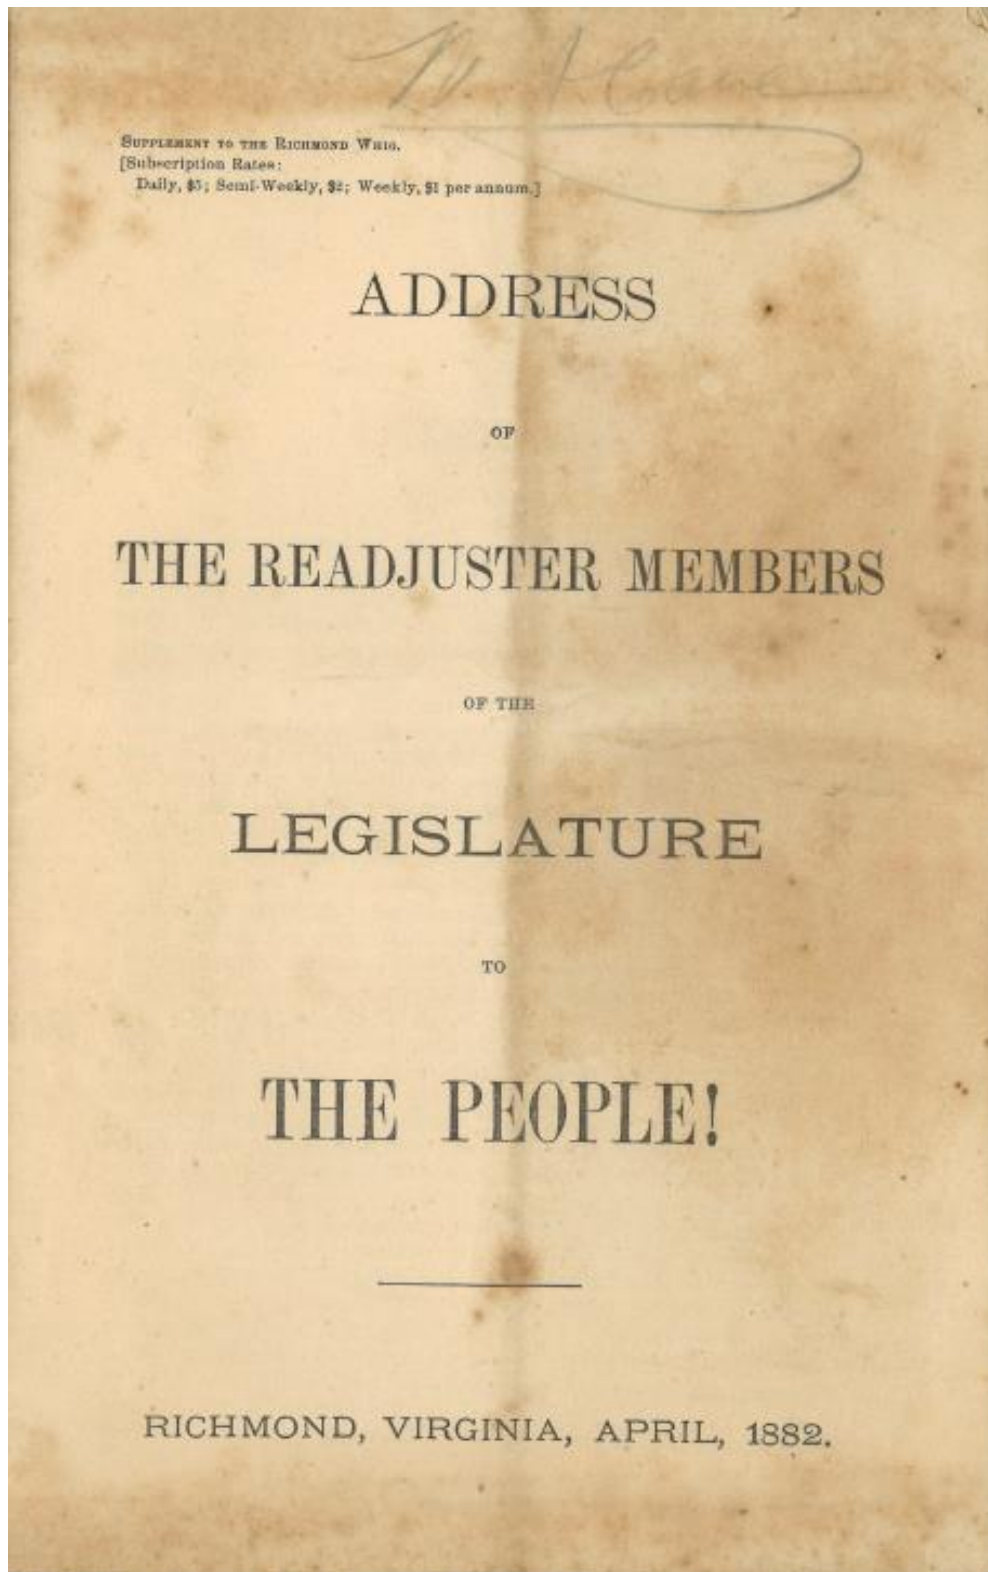 SUPPLEMENT TO THE RICHMOND WHIG.
[Subscription Rates:
Daily, $5; Semi-Weekly, $2; Weekly, $1 per annum.]
ADDRESS
OF
THE READJUSTER MEMBERS
OF THE
LEGISLATURE
TO
THE PEOPLE!
RICHMOND, VIRGINIA, APRIL, 1882.